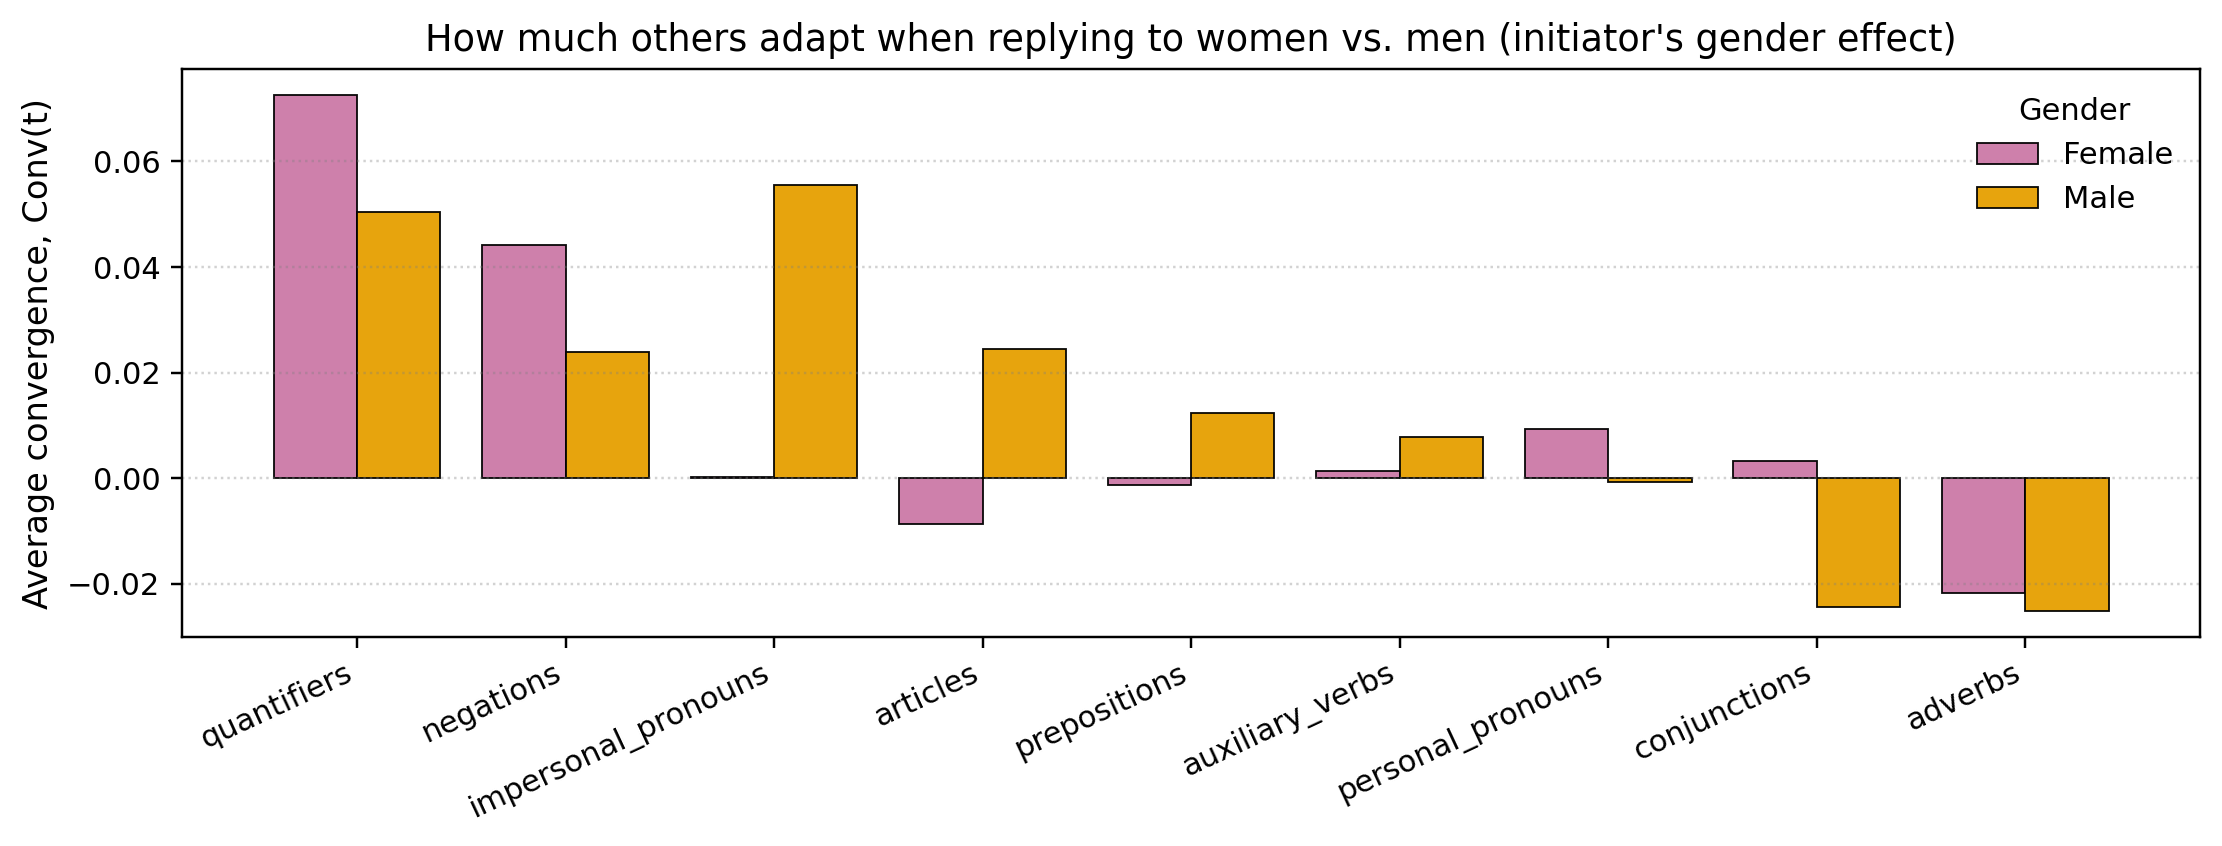 How much others adapt when replying to women vs. men (initiator's gender effect)
Average convergence, Conv(t)
0.06
0.04
0.02
0.00
−0.02
Gender
Female
Male
quantifiers
negations
impersonal_pronouns
articles
prepositions
auxiliary_verbs
personal_pronouns
conjunctions
adverbs